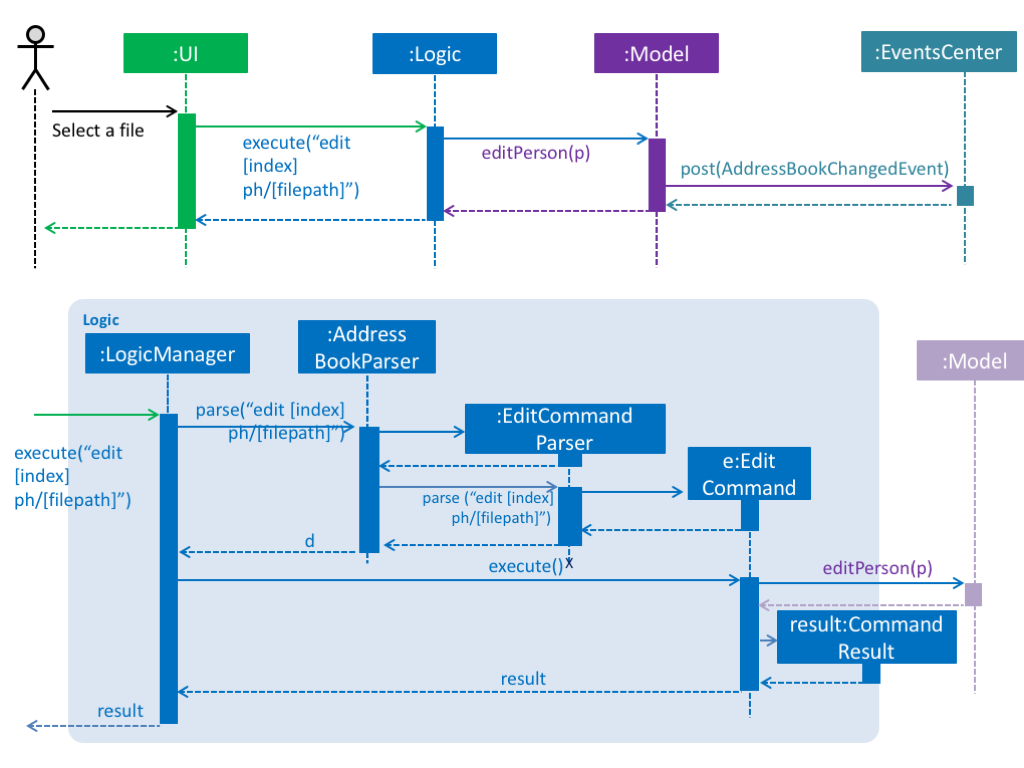 :UI
:Logic
:Model
:EventsCenter
Select a file
execute(“edit
[index]
ph/[filepath]”)
editPerson(p)
post(AddressBookChangedEvent)
Logic
:LogicManager
:Address
BookParser
:Model
parse(“edit [index]
ph/[filepath]”)
:EditCommand
Parser
execute(“edit
[index]
ph/[filepath]”)
e:Edit
Command
parse (“edit [index]
ph/[filepath]”)
d
execute()
X
editPerson(p)
result:Command
Result
result
result